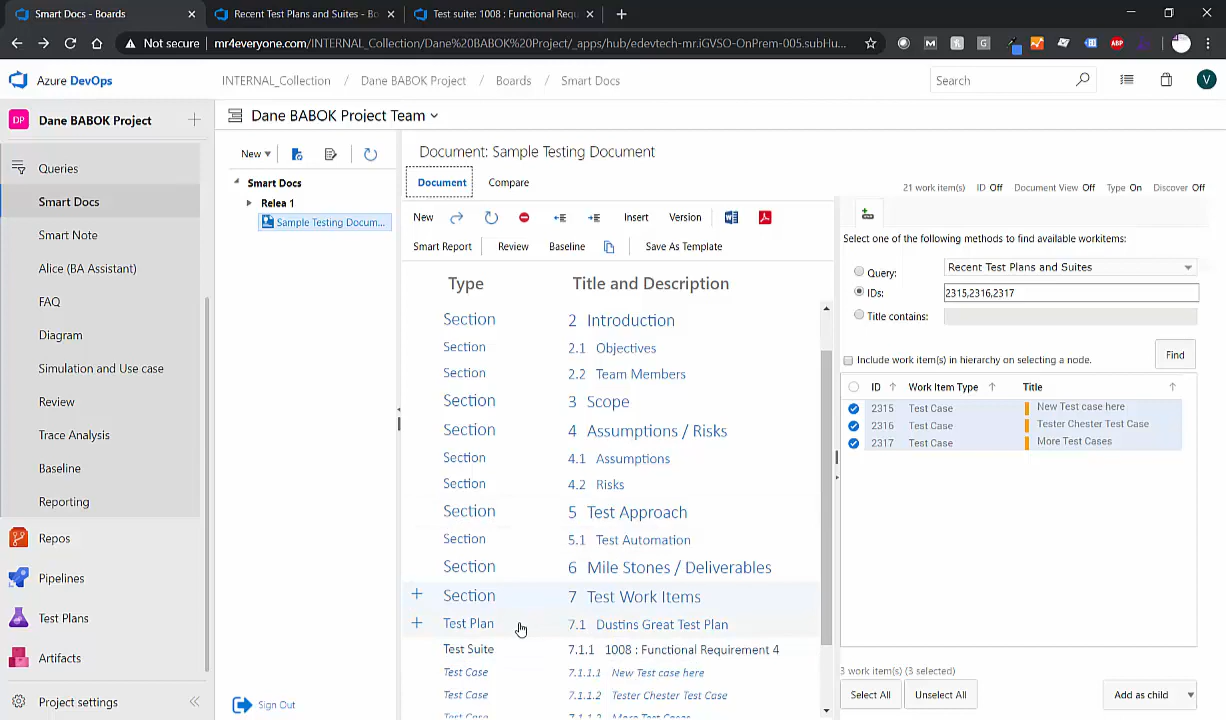 Smart Docs - Boards
Recent Test Plans and Suites - Bo
Test suite: 1008 : Functional Requ
Not secure | mr4everyone.com/INTERNAL_Collection/Dane%20BABOK%20Project/_apps/hub/edevtech-mr.iGVSO-OnPrem-005.subHu...
Azure DevOps
INTERNAL_Collection / Dane BABOK Project / Boards / Smart Docs
Search
V
DP Dane BABOK Project
Dane BABOK Project Team
Queries
Smart Docs
Smart Note
Alice (BA Assistant)
FAQ
Diagram
Simulation and Use case
Review
Trace Analysis
Baseline
Reporting
Repos
Pipelines
Test Plans
Artifacts
Project settings
New
Smart Docs
Relea 1
Sample Testing Docum...
Sign Out
Document: Sample Testing Document
Document Compare
21 work item(s) ID Off Document View Off Type On Discover Off
New Insert Version
Smart Report Review Baseline Save As Template
Type Title and Description
Section 2 Introduction
Section 2.1 Objectives
Section 2.2 Team Members
Section 3 Scope
Section 4 Assumptions / Risks
Section 4.1 Assumptions
Section 4.2 Risks
Section 5 Test Approach
Section 5.1 Test Automation
Section 6 Mile Stones / Deliverables
Section 7 Test Work Items
Test Plan 7.1 Dustins Great Test Plan
Test Suite 7.1.1 1008 : Functional Requirement 4
Test Case 7.1.1.1 New Test case here
Test Case 7.1.1.2 Tester Chester Test Case
Test Case 7.1.1.3 More Test Cases
Select one of the following methods to find available workitems:
Query: Recent Test Plans and Suites
IDs: 2315,2316,2317
Title contains:
Include work item(s) in hierarchy on selecting a node.
Find
ID Work Item Type Title
2315 Test Case New Test case here
2316 Test Case Tester Chester Test Case
2317 Test Case More Test Cases
3 work item(s) (3 selected)
Select All Unselect All Add as child